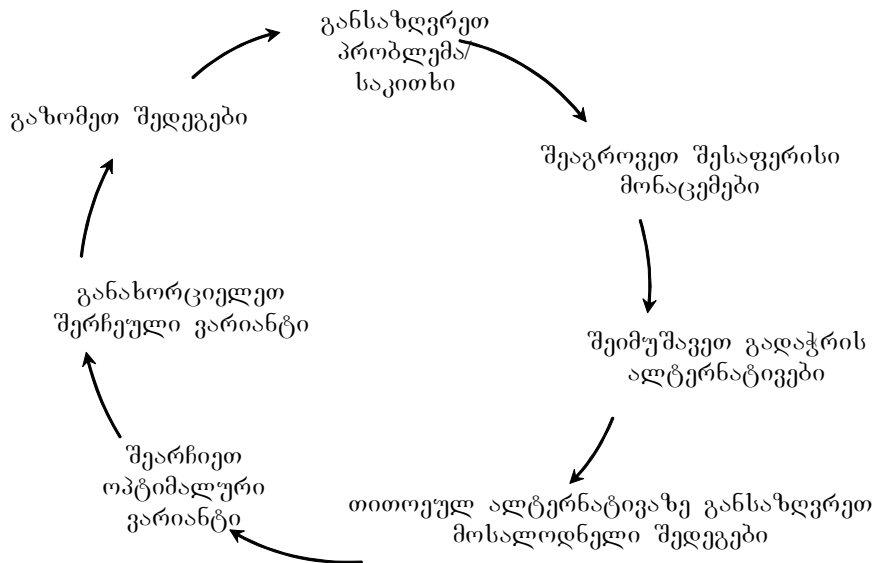 განსაზღვრეთ
პრობლემა/
საკითხი
შეაგროვეთ შესაფერისი
მონაცემები
შეიმუშავეთ გადაჭრის
ალტერნატივები
თითოეულ ალტერნატივაზე განსაზღვრეთ
მოსალოდნელი შედეგები
შეარჩიეთ
ოპტიმალური
ვარიანტი
განახორციელეთ
შერჩეული ვარიანტი
გაზომეთ შედეგები